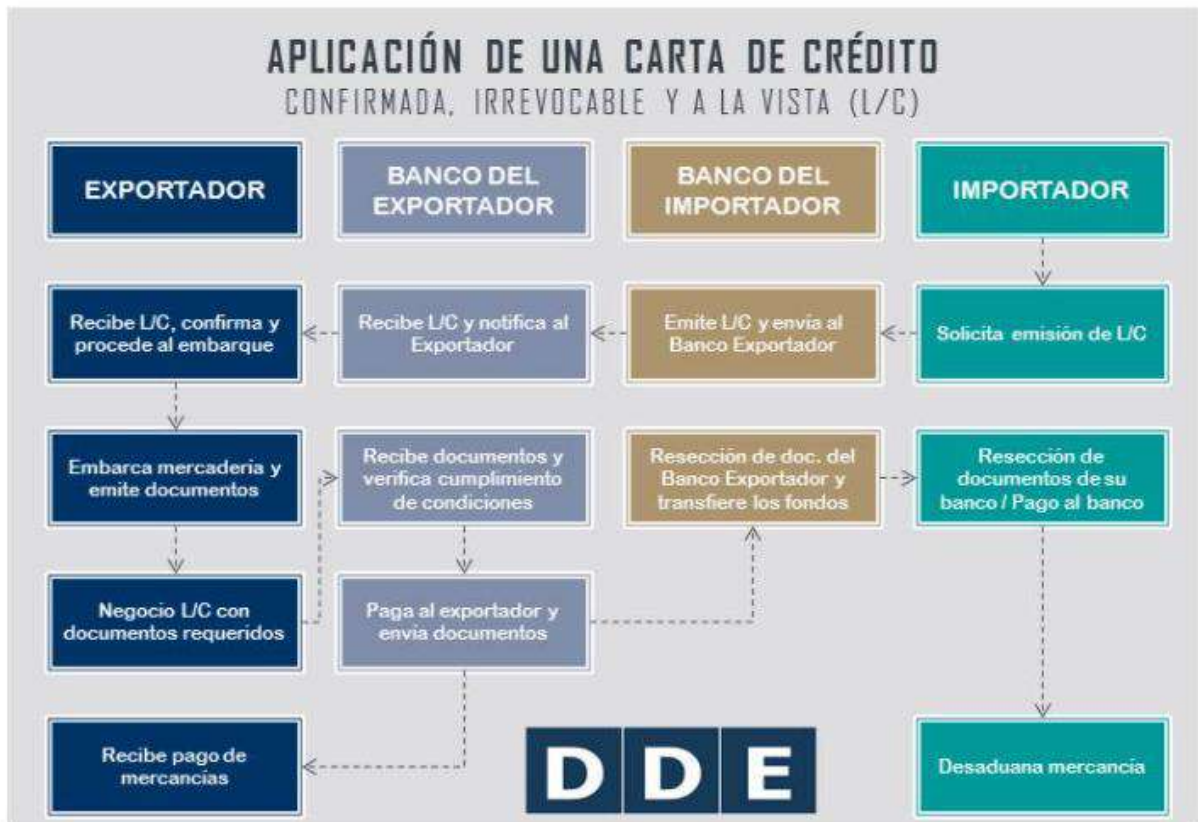 APLICACIÓN DE UNA CARTA DE CRÉDITO
CONFIRMADA, IRREVOCABLE Y A LA VISTA (L/C)
EXPORTADOR
BANCO DEL
EXPORTADOR
BANCO DEL
IMPORTADOR
IMPORTADOR
Recibe L/C, confirma y
procede al embarque
Recibe L/C y notifica al
Exportador
Emite L/C y envía al
Banco Exportador
Solicita emisión de L/C
Embarca mercadería y
emite documentos
Recibe documentos y
verifica cumplimiento
de condiciones
Resección de doc. del
Banco Exportador y
transfiere los fondos
Resección de
documentos de su
banco / Pago al banco
Negocio L/C con
documentos requeridos
Paga al exportador y
envía documentos
Recibe pago de
mercancías
DDE
Desaduana mercancía